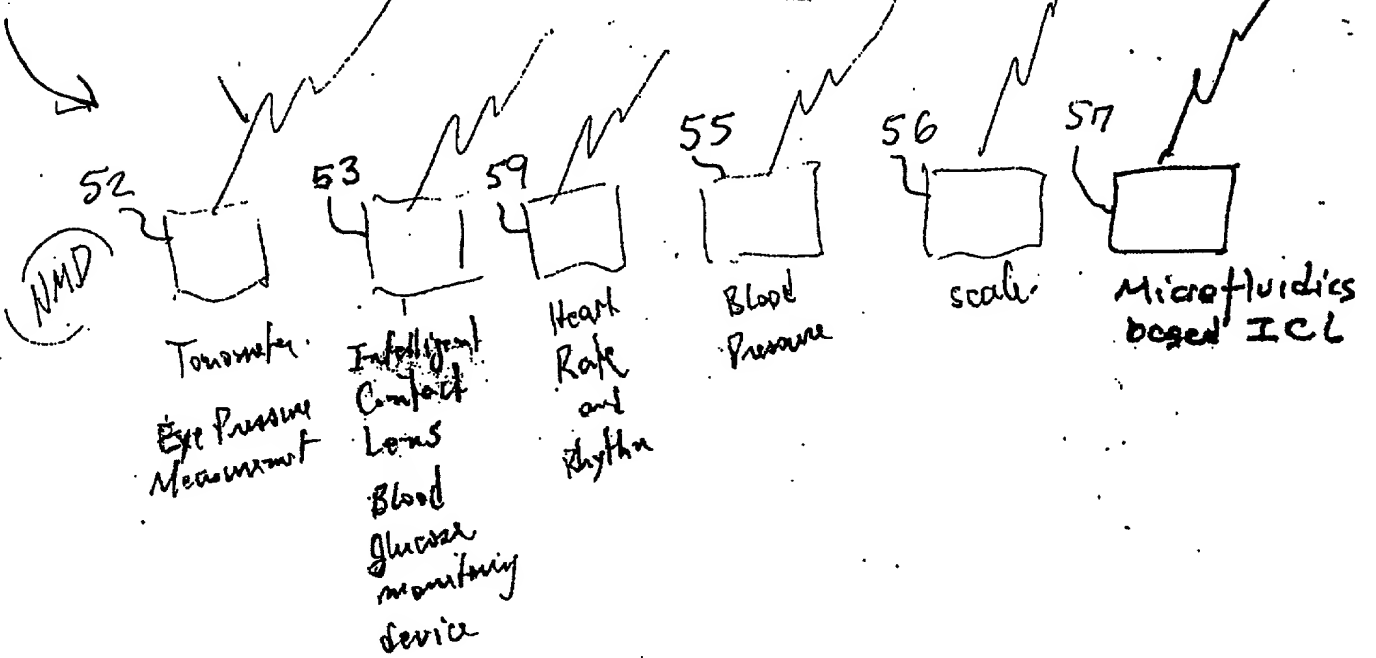 52
53
59
55
56
57
NMD
Tonometer.
Eye Pressure
Measurement
Intelligent
Contact
Lens
Blood
glucose
monitoring
device
Heart
Rate
and
Rhythm
Blood
Pressure
scale.
Microfluidics
based ICL